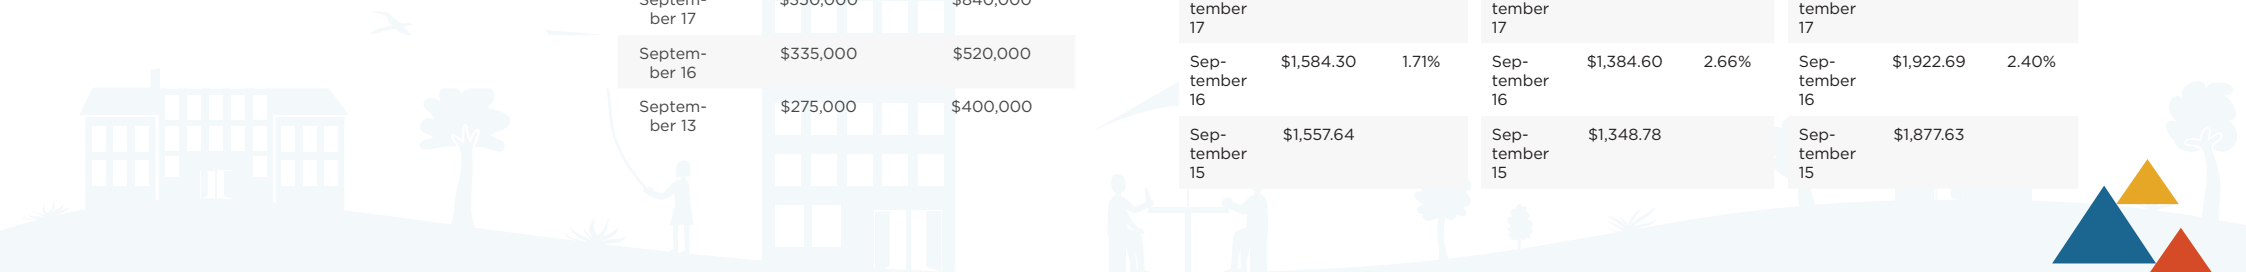 Septem-
ber 17
Septem-
ber 16
$335,000
$520,000
Septem-
ber 13
$275,000
$400,000
tember
17
Sep-
tember
16
$1,584.30
1.71%
Sep-
tember
15
$1,557.64
tember
17
Sep-
tember
16
$1,384.60
2.66%
Sep-
tember
15
$1,348.78
tember
17
Sep-
tember
16
$1,922.69
2.40%
Sep-
tember
15
$1,877.63